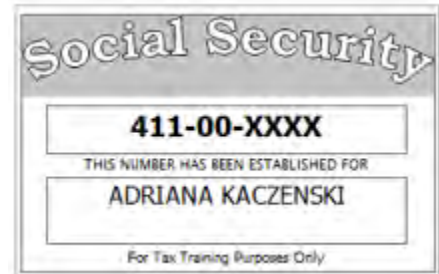 Social Security
411-00-XXXX
THIS NUMBER HAS BEEN ESTABLISHED FOR
ADRIANA KACZENSKI
For Tax Training Purposes Only